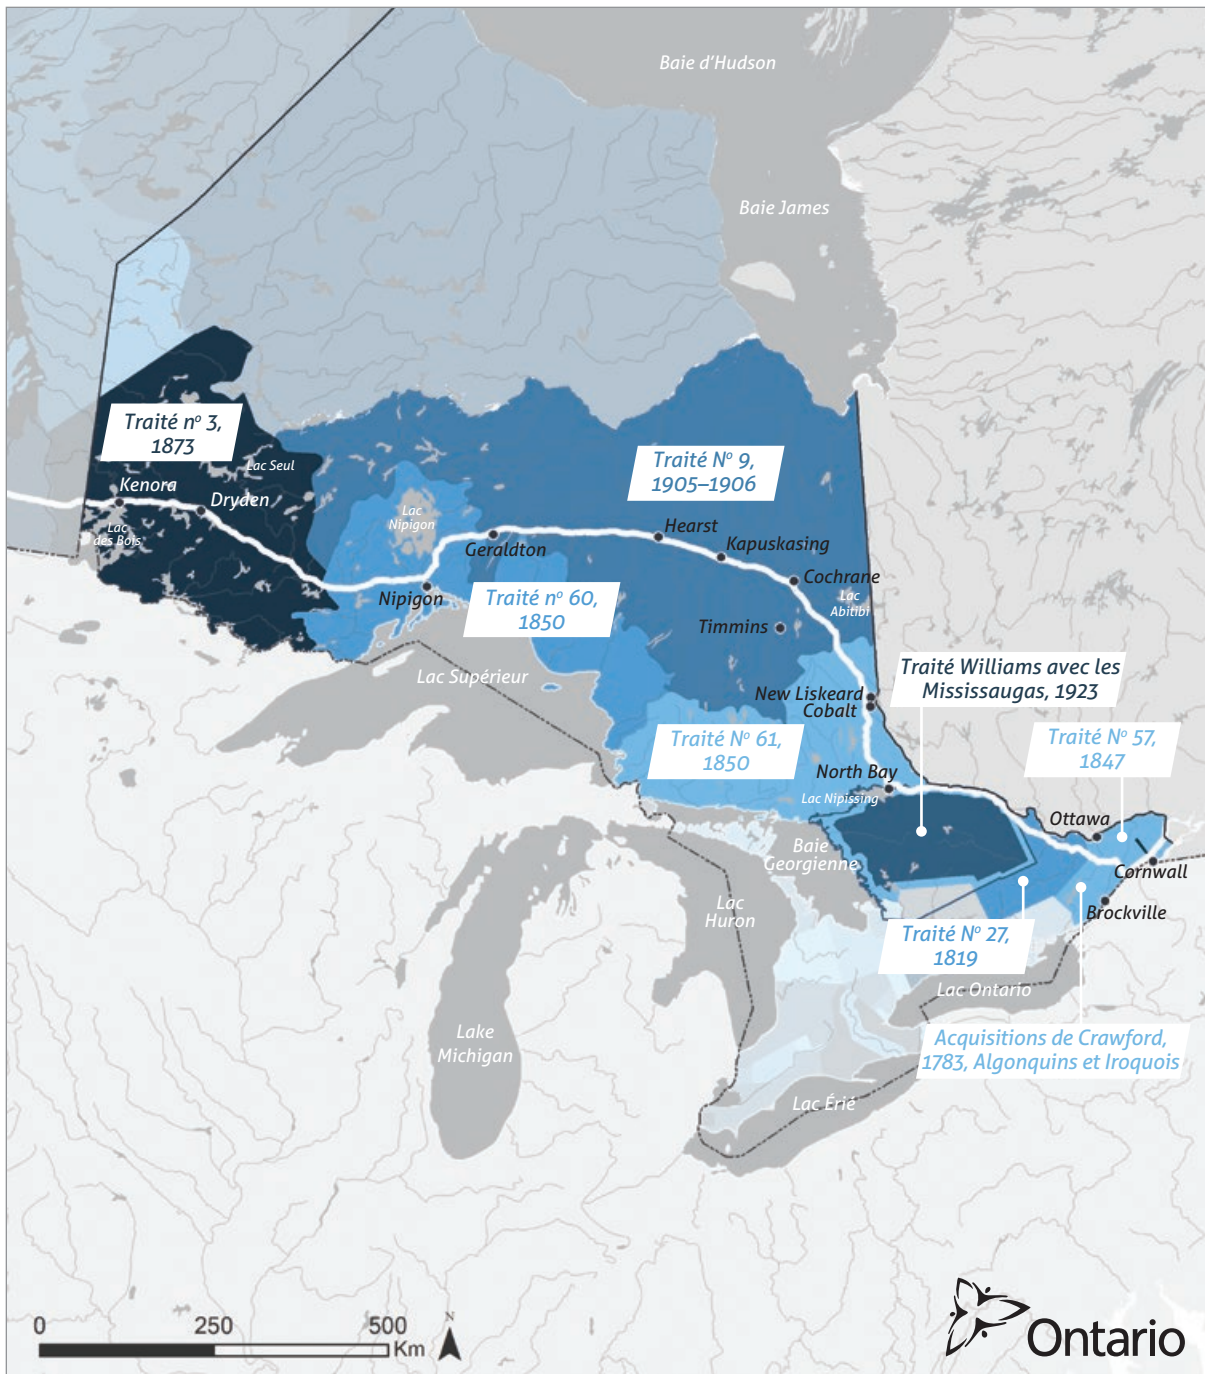 Baie d'Hudson
Baie James
Traité nº 3,
1873
Lac Seul
Kenora
Dryden
Lac
des Bois
Lac
Nipigon
Traité Nº 9,
1905–1906
Geraldton
Hearst
Kapuskasing
Cochrane
Lac
Abitibi
Nipigon
Traité nº 60,
1850
Timmins
Lac Supérieur
Traité Williams avec les
Mississaugas, 1923
New Liskeard
Cobalt
Traité Nº 61,
1850
Traité Nº 57,
1847
North Bay
Lac Nipissing
Ottawa
Baie
Georgienne
Cornwall
Lac
Huron
Brockville
Traité Nº 27,
1819
Lac Ontario
Lake
Michigan
Acquisitions de Crawford,
1783, Algonquins et Iroquois
Lac Érié
0 250 500
Km
N
Ontario